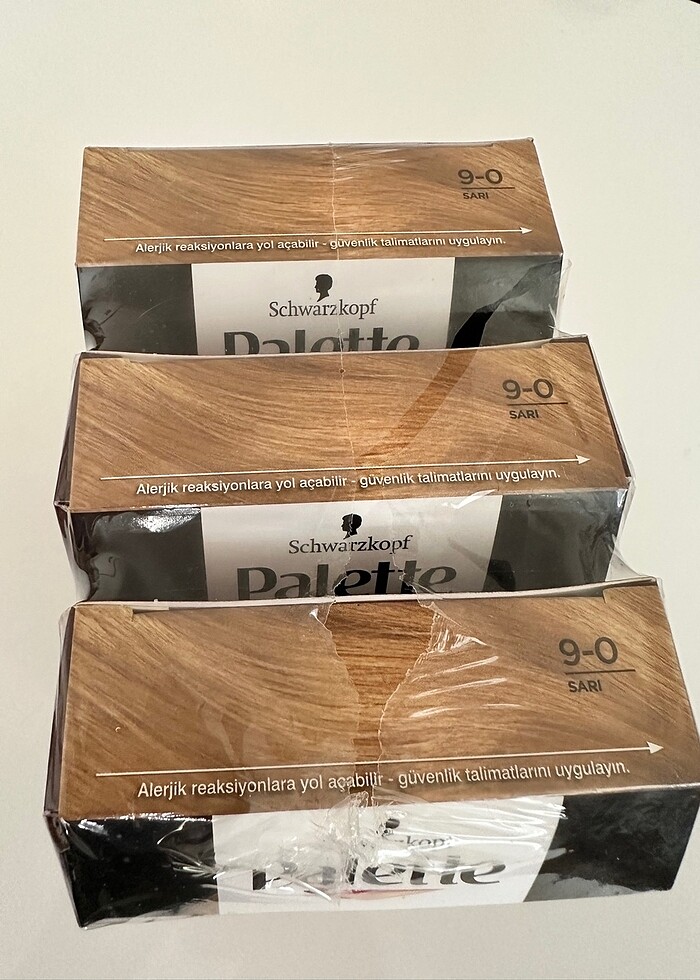 9-0
SARI
Alerjik reaksiyonlara yol açabilir - güvenlik talimatlarını uygulayın.
Schwarzkopf
Palette
9-0
SARI
Alerjik reaksiyonlara yol açabilir - güvenlik talimatlarını uygulayın.
Schwarzkopf
Palette
9-0
SARI
Alerjik reaksiyonlara yol açabilir - güvenlik talimatlarını uygulayın.
Palette